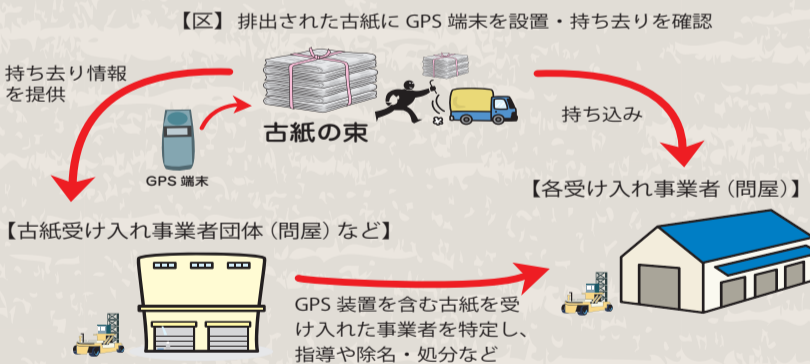 【区】排出された古紙に GPS 端末を設置・持ち去りを確認
持ち去り情報
を提供
古紙の束
GPS 端末
持ち込み
【各受け入れ事業者（問屋）】
【古紙受け入れ事業者団体（問屋）など】
GPS 装置を含む古紙を受
け入れた事業者を特定し、
指導や除名・処分など